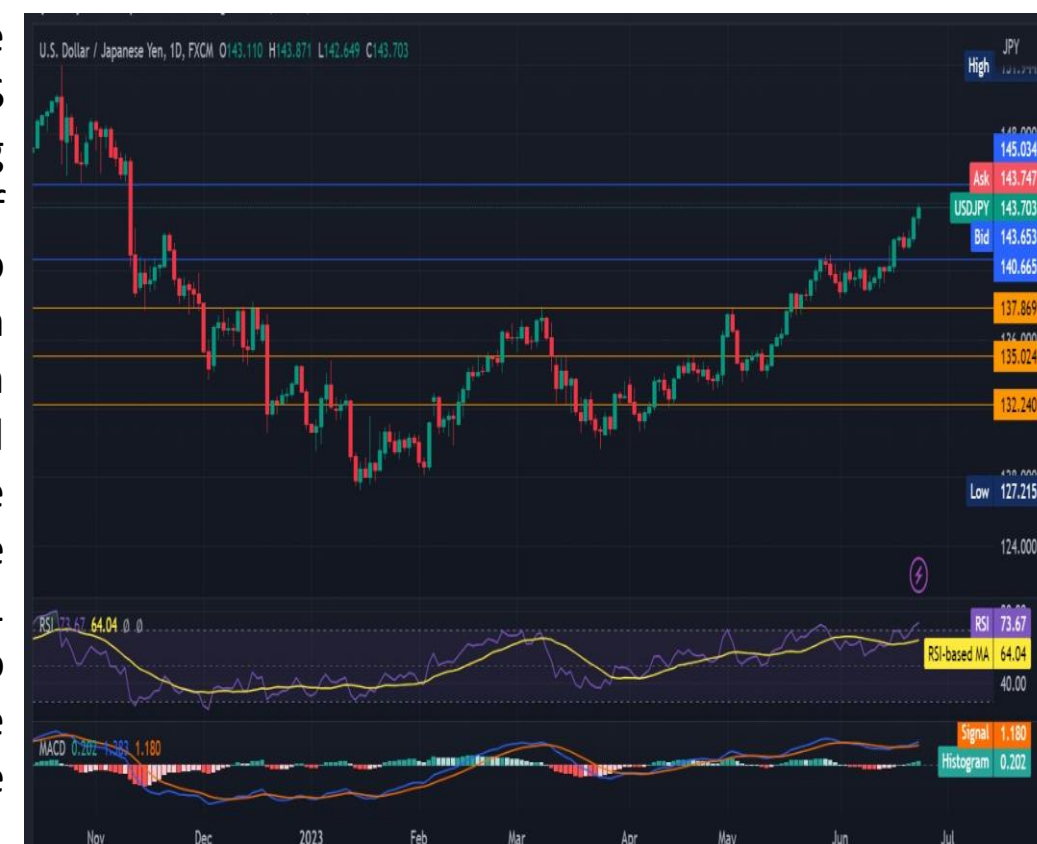 U.S. Dollar / Japanese Yen, 1D, FXCM O143.110 H143.871 L142.649 C143.703
JPY
High
145.034
Ask 143.747
USDJPY 143.703
Bid 143.653
140.665
137.869
135.024
132.240
Low 127.215
124.000
RSI 73.67 64.04 Ø Ø
RSI 73.67
RSI-based MA 64.04
40.00
MACD 0.202 1.383 1.180
Signal 1.180
Histogram 0.202
Nov Dec 2023 Feb Mar Apr May Jun Jul